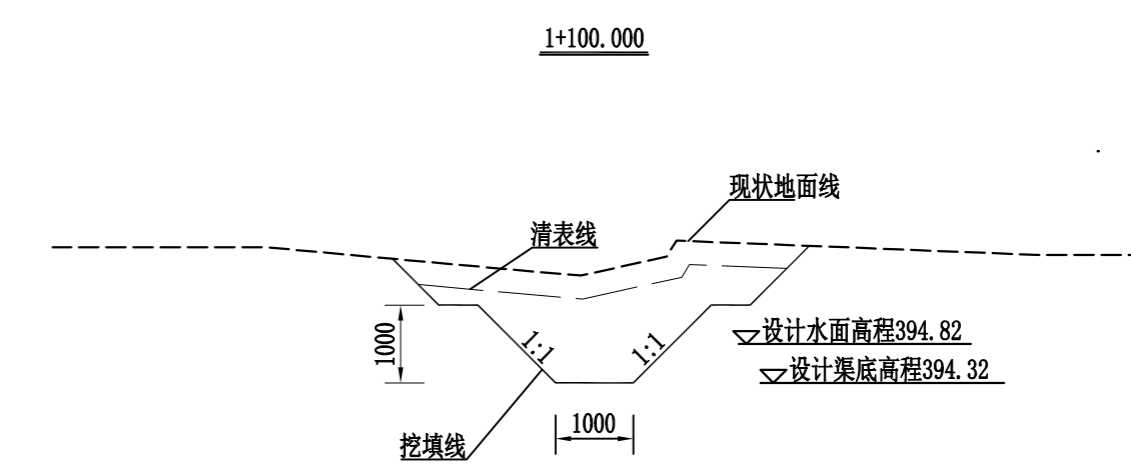 1+100.000
现状地面线
清表线
1000
1:1
1:1
设计水面高程394.82
设计渠底高程394.32
1000
挖填线